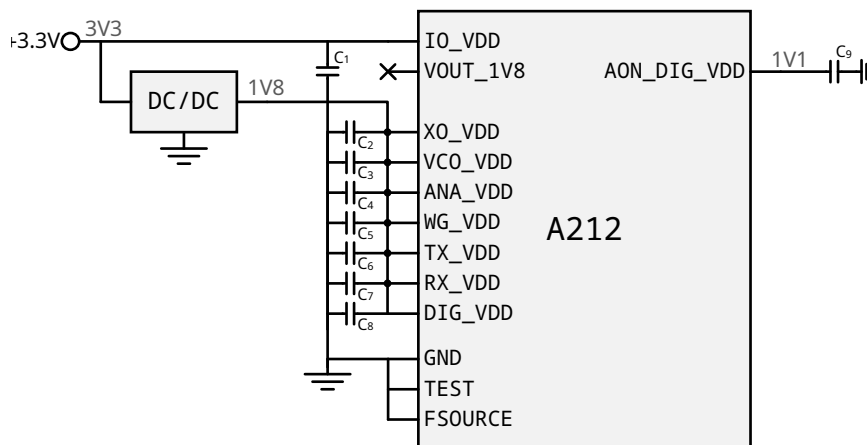 +3.3V
3V3
IO_VDD
C₁
VOUT_1V8
AON_DIG_VDD
1V1
C₉
DC/DC
1V8
XO_VDD
C₂
VCO_VDD
C₃
ANA_VDD
C₄
WG_VDD
C₅
TX_VDD
C₆
RX_VDD
C₇
DIG_VDD
C₈
A212
GND
TEST
FSOURCE